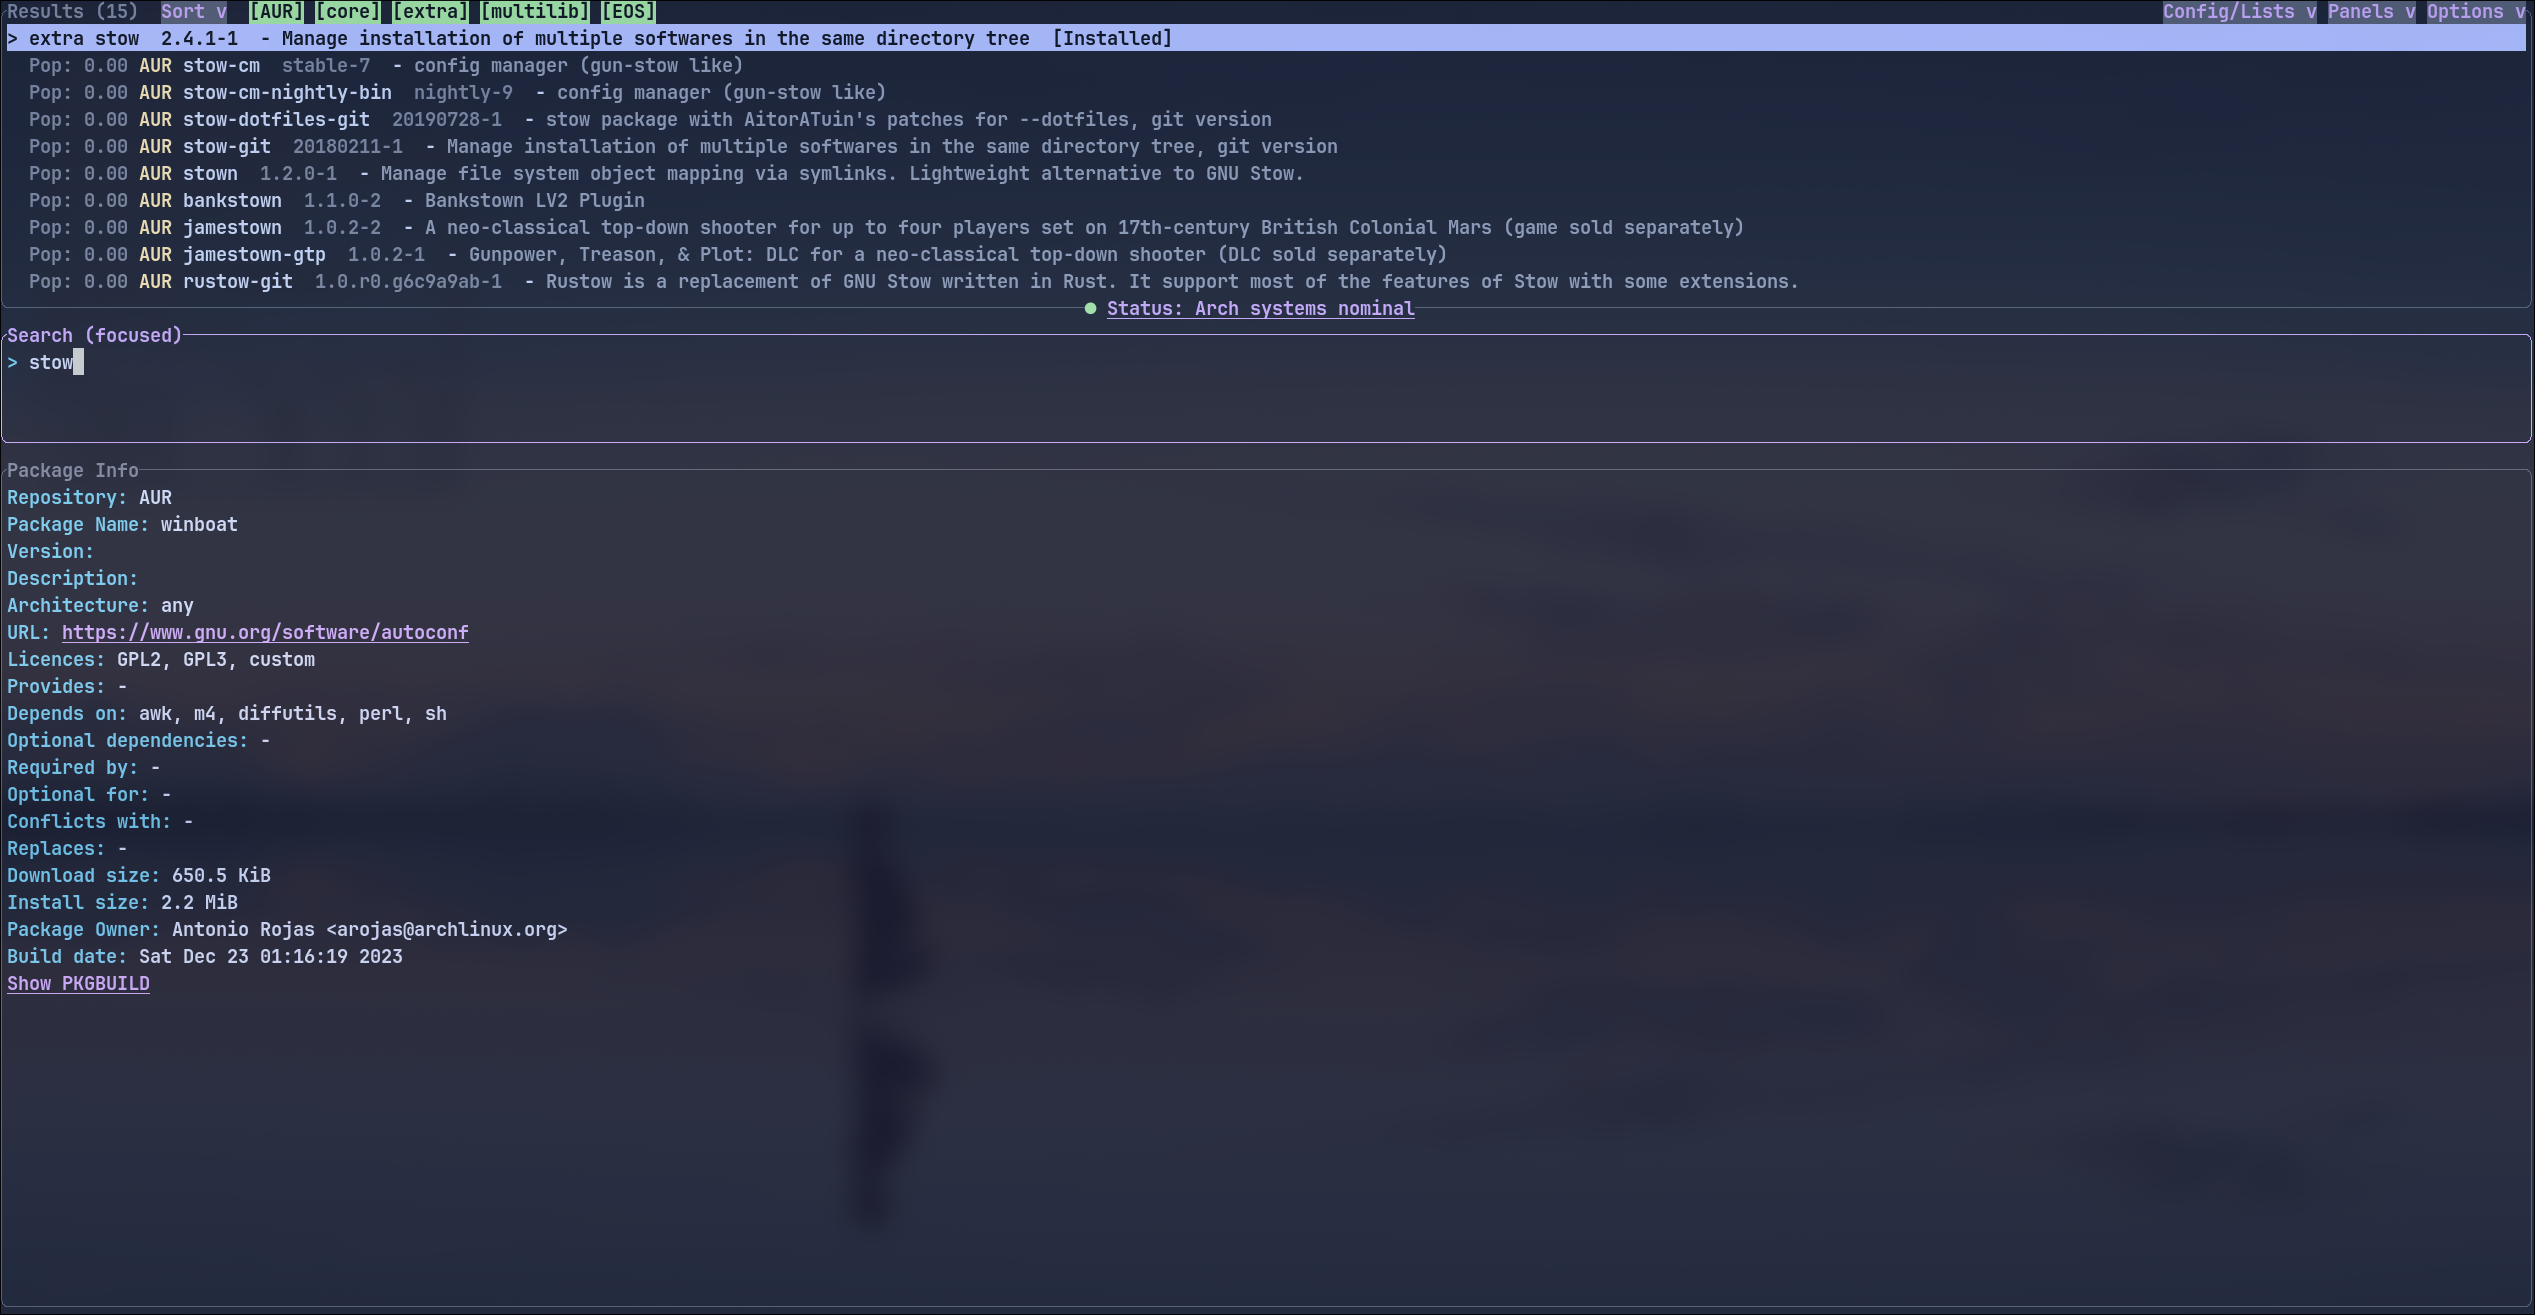 Results (15)  Sort v  [AUR] [core] [extra] [multilib] [EOS]  Config/Lists v  Panels v  Options v
> extra stow  2.4.1-1  - Manage installation of multiple softwares in the same directory tree  [Installed]
Pop: 0.00 AUR stow-cm  stable-7  - config manager (gun-stow like)
Pop: 0.00 AUR stow-cm-nightly-bin  nightly-9  - config manager (gun-stow like)
Pop: 0.00 AUR stow-dotfiles-git  20190728-1  - stow package with AitorATuin's patches for --dotfiles, git version
Pop: 0.00 AUR stow-git  20180211-1  - Manage installation of multiple softwares in the same directory tree, git version
Pop: 0.00 AUR stown  1.2.0-1  - Manage file system object mapping via symlinks. Lightweight alternative to GNU Stow.
Pop: 0.00 AUR bankstown  1.1.0-2  - Bankstown LV2 Plugin
Pop: 0.00 AUR jamestown  1.0.2-2  - A neo-classical top-down shooter for up to four players set on 17th-century British Colonial Mars (game sold separately)
Pop: 0.00 AUR jamestown-gtp  1.0.2-1  - Gunpower, Treason, & Plot: DLC for a neo-classical top-down shooter (DLC sold separately)
Pop: 0.00 AUR rustow-git  1.0.r0.g6c9a9ab-1  - Rustow is a replacement of GNU Stow written in Rust. It support most of the features of Stow with some extensions.
Status: Arch systems nominal
Search (focused)
> stow
Package Info
Repository: AUR
Package Name: winboat
Version:
Description:
Architecture: any
URL: https://www.gnu.org/software/autoconf
Licences: GPL2, GPL3, custom
Provides: -
Depends on: awk, m4, diffutils, perl, sh
Optional dependencies: -
Required by: -
Optional for: -
Conflicts with: -
Replaces: -
Download size: 650.5 KiB
Install size: 2.2 MiB
Package Owner: Antonio Rojas <arojas@archlinux.org>
Build date: Sat Dec 23 01:16:19 2023
Show PKGBUILD